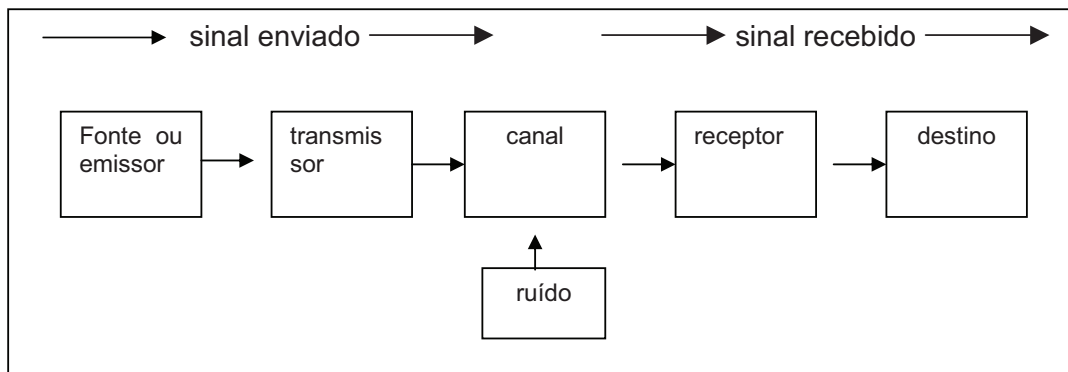 sinal enviado
sinal recebido
Fonte ou
emissor
transmis
sor
canal
receptor
destino
ruído